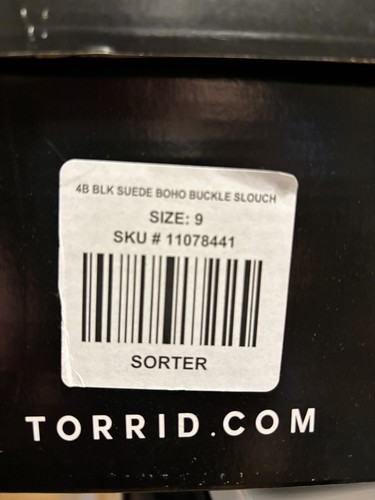 4B BLK SUEDE BOHO BUCKLE SLOUCH
SIZE: 9
SKU # 11078441
SORTER
TORRID.COM